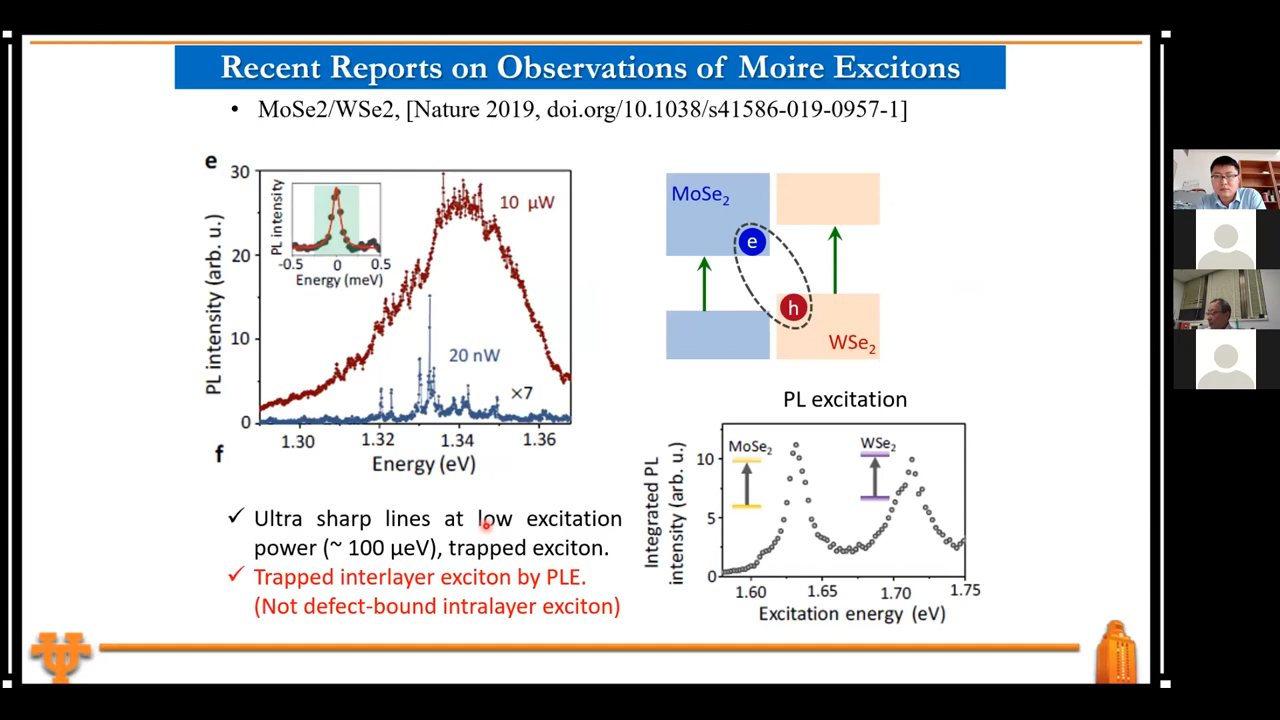 Recent Reports on Observations of Moire Excitons
• MoSe2/WSe2, [Nature 2019, doi.org/10.1038/s41586-019-0957-1]
e
30
20
10
0
PL intensity (arb. u.)
PL intensity
-0.5 0 0.5
Energy (meV)
10 µW
20 nW
×7
1.30 1.32 1.34 1.36
Energy (eV)
f
MoSe₂
e
h
WSe₂
PL excitation
Integrated PL
intensity (arb. u.)
10
5
0
MoSe₂
WSe₂
1.60 1.65 1.70 1.75
Excitation energy (eV)
✓ Ultra sharp lines at low excitation
power (~ 100 µeV), trapped exciton.
✓ Trapped interlayer exciton by PLE.
(Not defect-bound intralayer exciton)